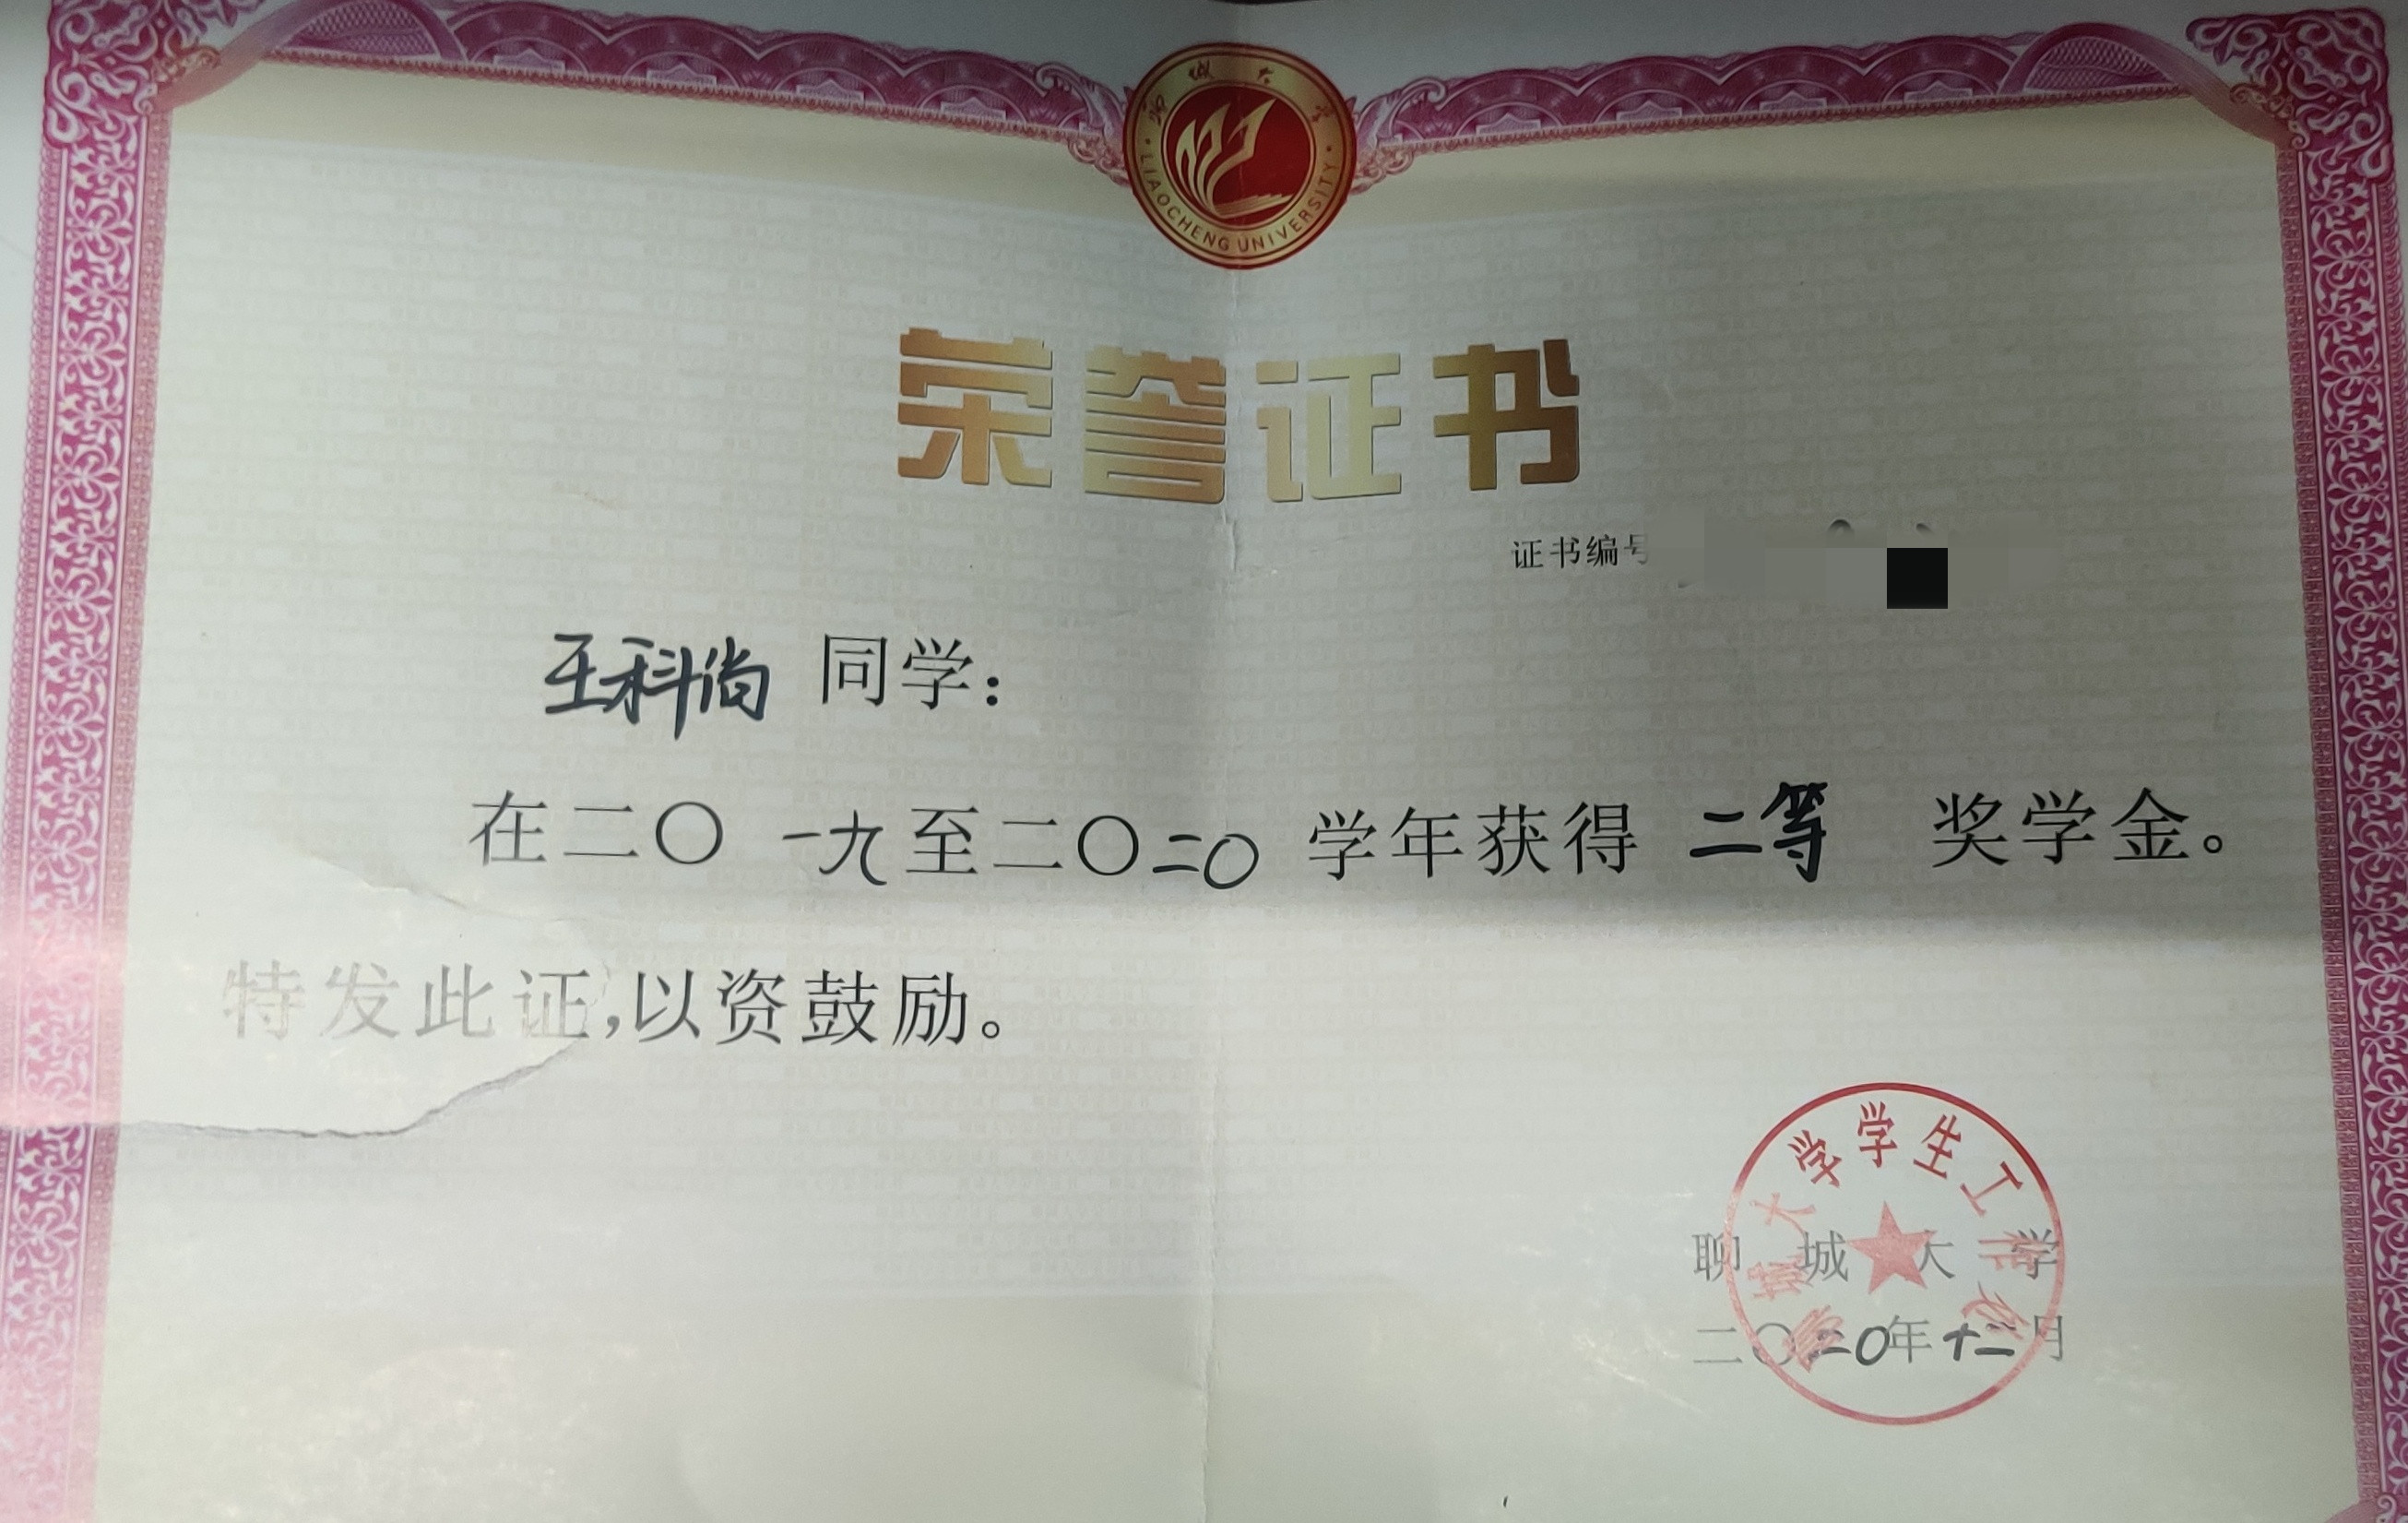 聊城大学
LIAOCHENG UNIVERSITY
荣誉证书
证书编号
王科尚 同学：
在二〇一九至二〇二〇学年获得 二等 奖学金。
特发此证，以资鼓励。
聊城大学学生工作处
聊城大学
二〇二〇年十二月